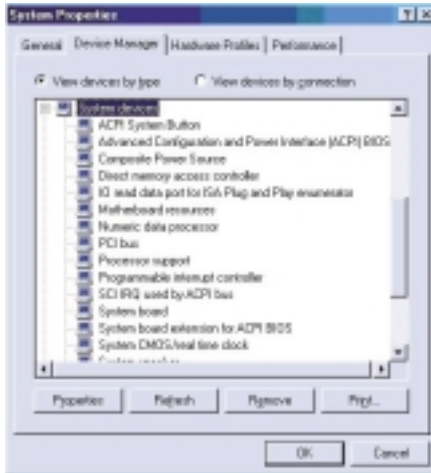 System Properties
General Device Manager Hardware Profiles Performance
View devices by type View devices by connection
System devices
ACPI System Button
Advanced Configuration and Power Interface (ACPI) BIOS
Composite Power Source
Direct memory access controller
IO read data port for ISA Plug and Play enumerator
Motherboard resources
Numeric data processor
PCI bus
Processor support
Programmable interrupt controller
SCI IRQ used by ACPI bus
System board
System board extension for ACPI BIOS
System CMOS/real time clock
System speaker
Properties Refresh Remove Print...
OK Cancel